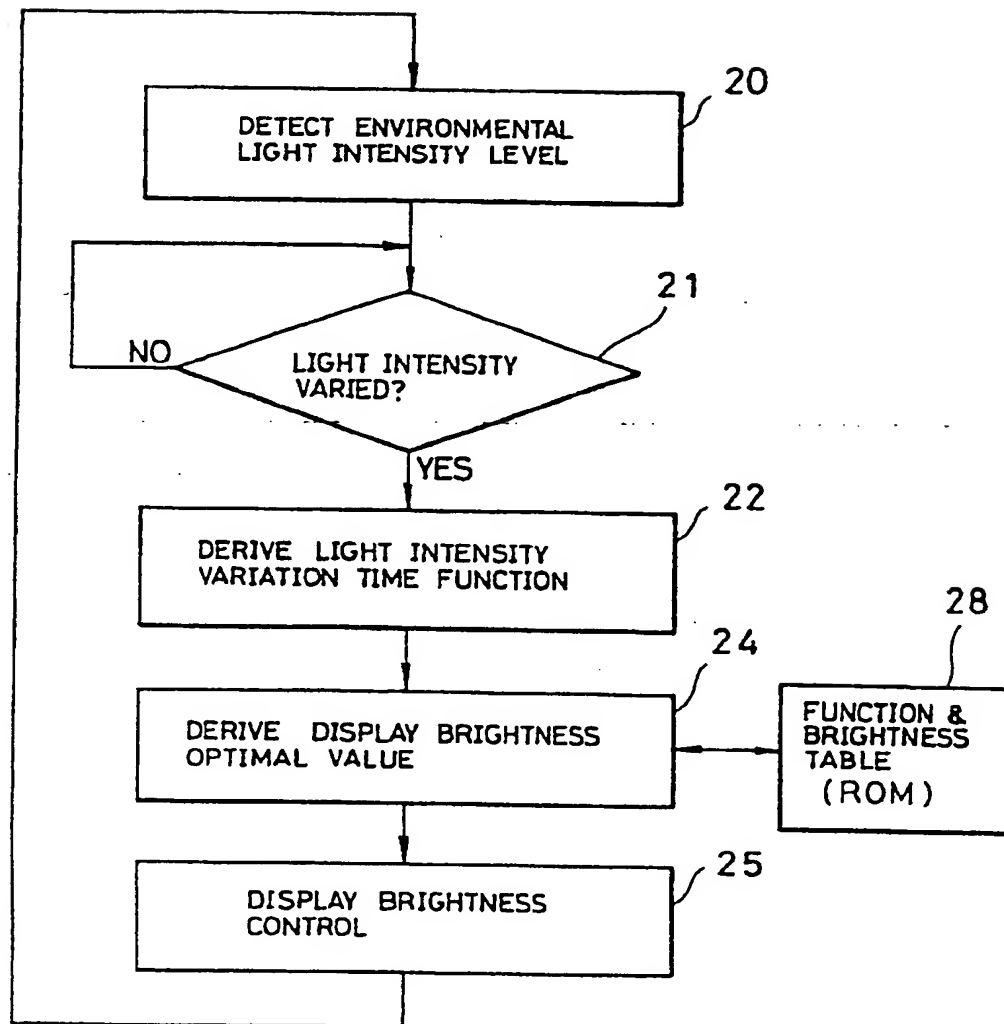 20
DETECT ENVIRONMENTAL
LIGHT INTENSITY LEVEL
21
NO
LIGHT INTENSITY
VARIED?
YES
22
DERIVE LIGHT INTENSITY
VARIATION TIME FUNCTION
24
28
DERIVE DISPLAY BRIGHTNESS
OPTIMAL VALUE
FUNCTION &
BRIGHTNESS
TABLE
(ROM)
25
DISPLAY BRIGHTNESS
CONTROL